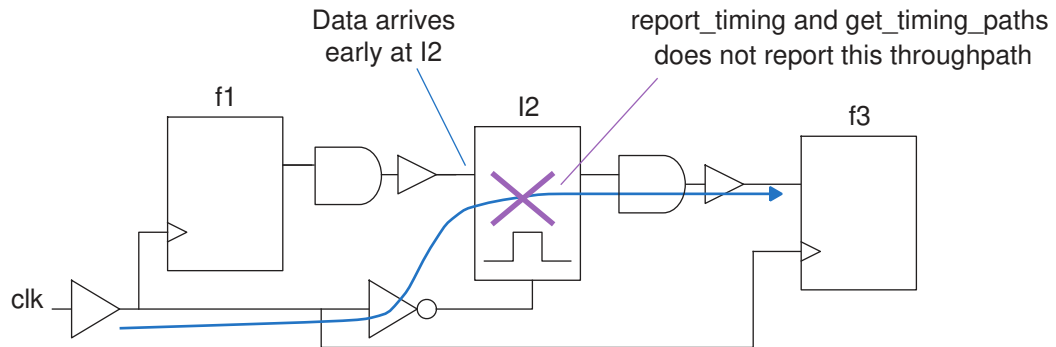 Data arrives
early at I2
report_timing and get_timing_paths
does not report this throughpath
f1
I2
f3
clk